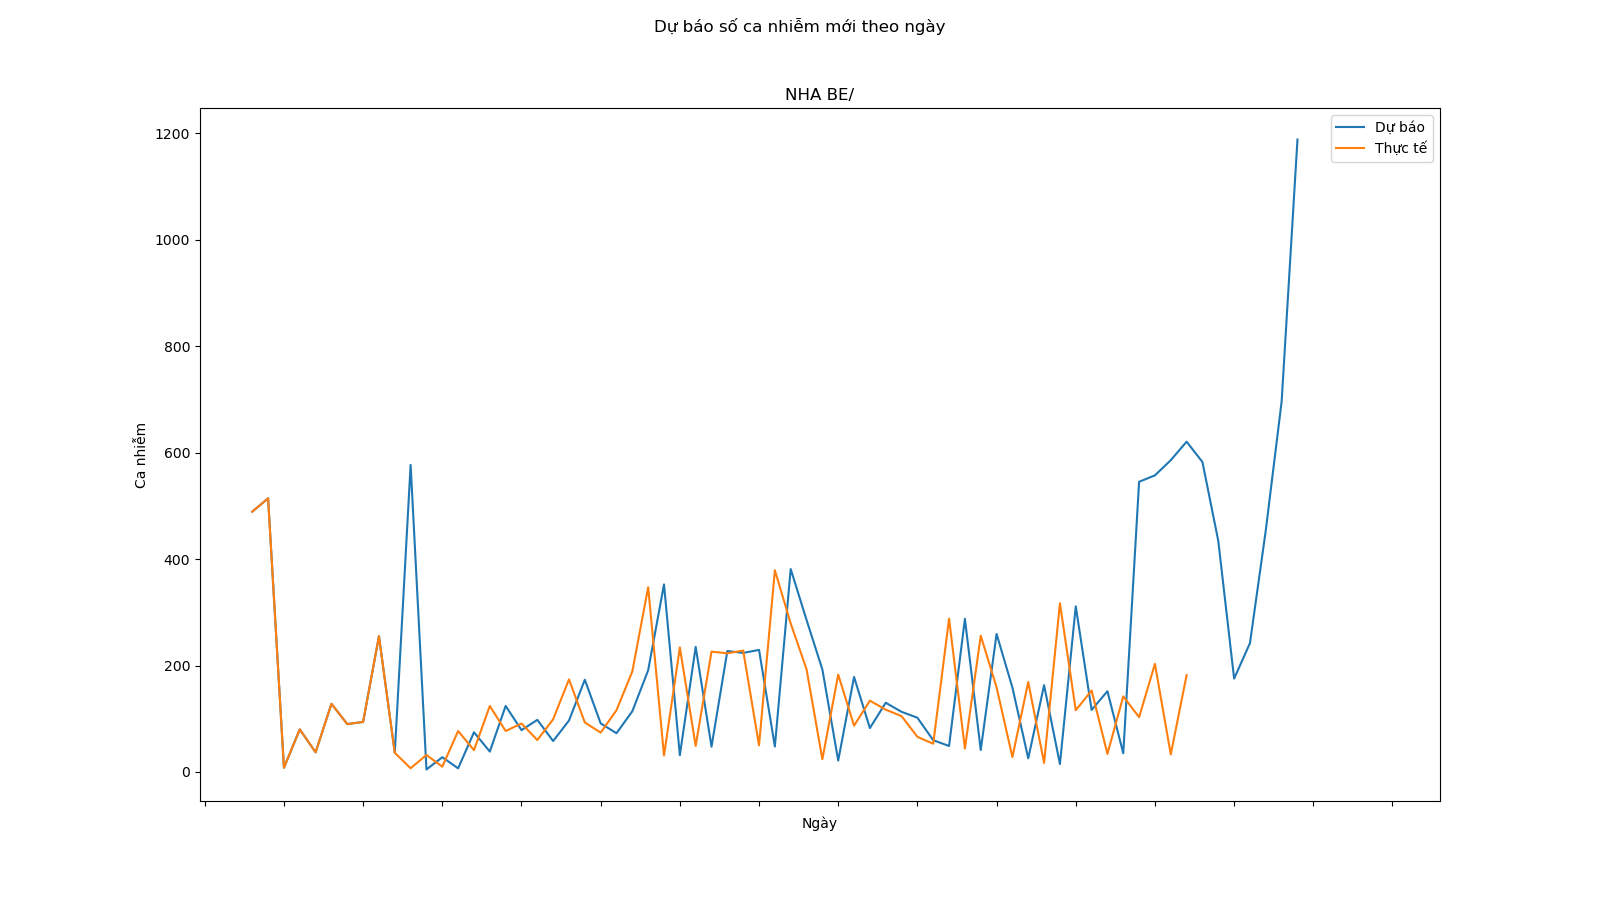 Dự báo số ca nhiễm mới theo ngày
NHA BE/
1200
1000
800
600
400
200
0
Ca nhiễm
Dự báo
Thực tế
Ngày